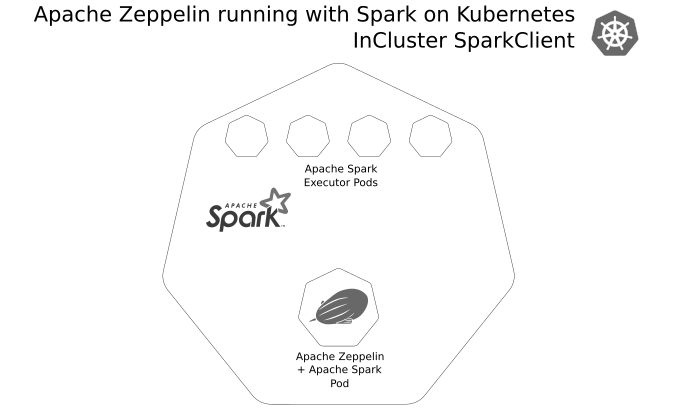 Apache Zeppelin running with Spark on Kubernetes
InCluster SparkClient
Apache Spark
Executor Pods
APACHE
Spark™
Apache Zeppelin
+ Apache Spark
Pod